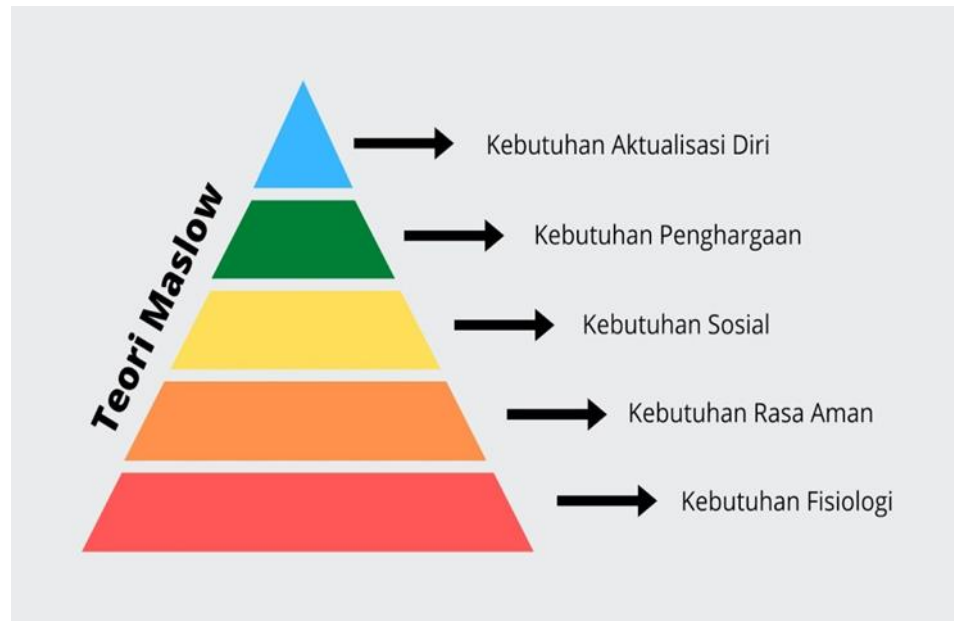 Teori Maslow
Kebutuhan Aktualisasi Diri
Kebutuhan Penghargaan
Kebutuhan Sosial
Kebutuhan Rasa Aman
Kebutuhan Fisiologi